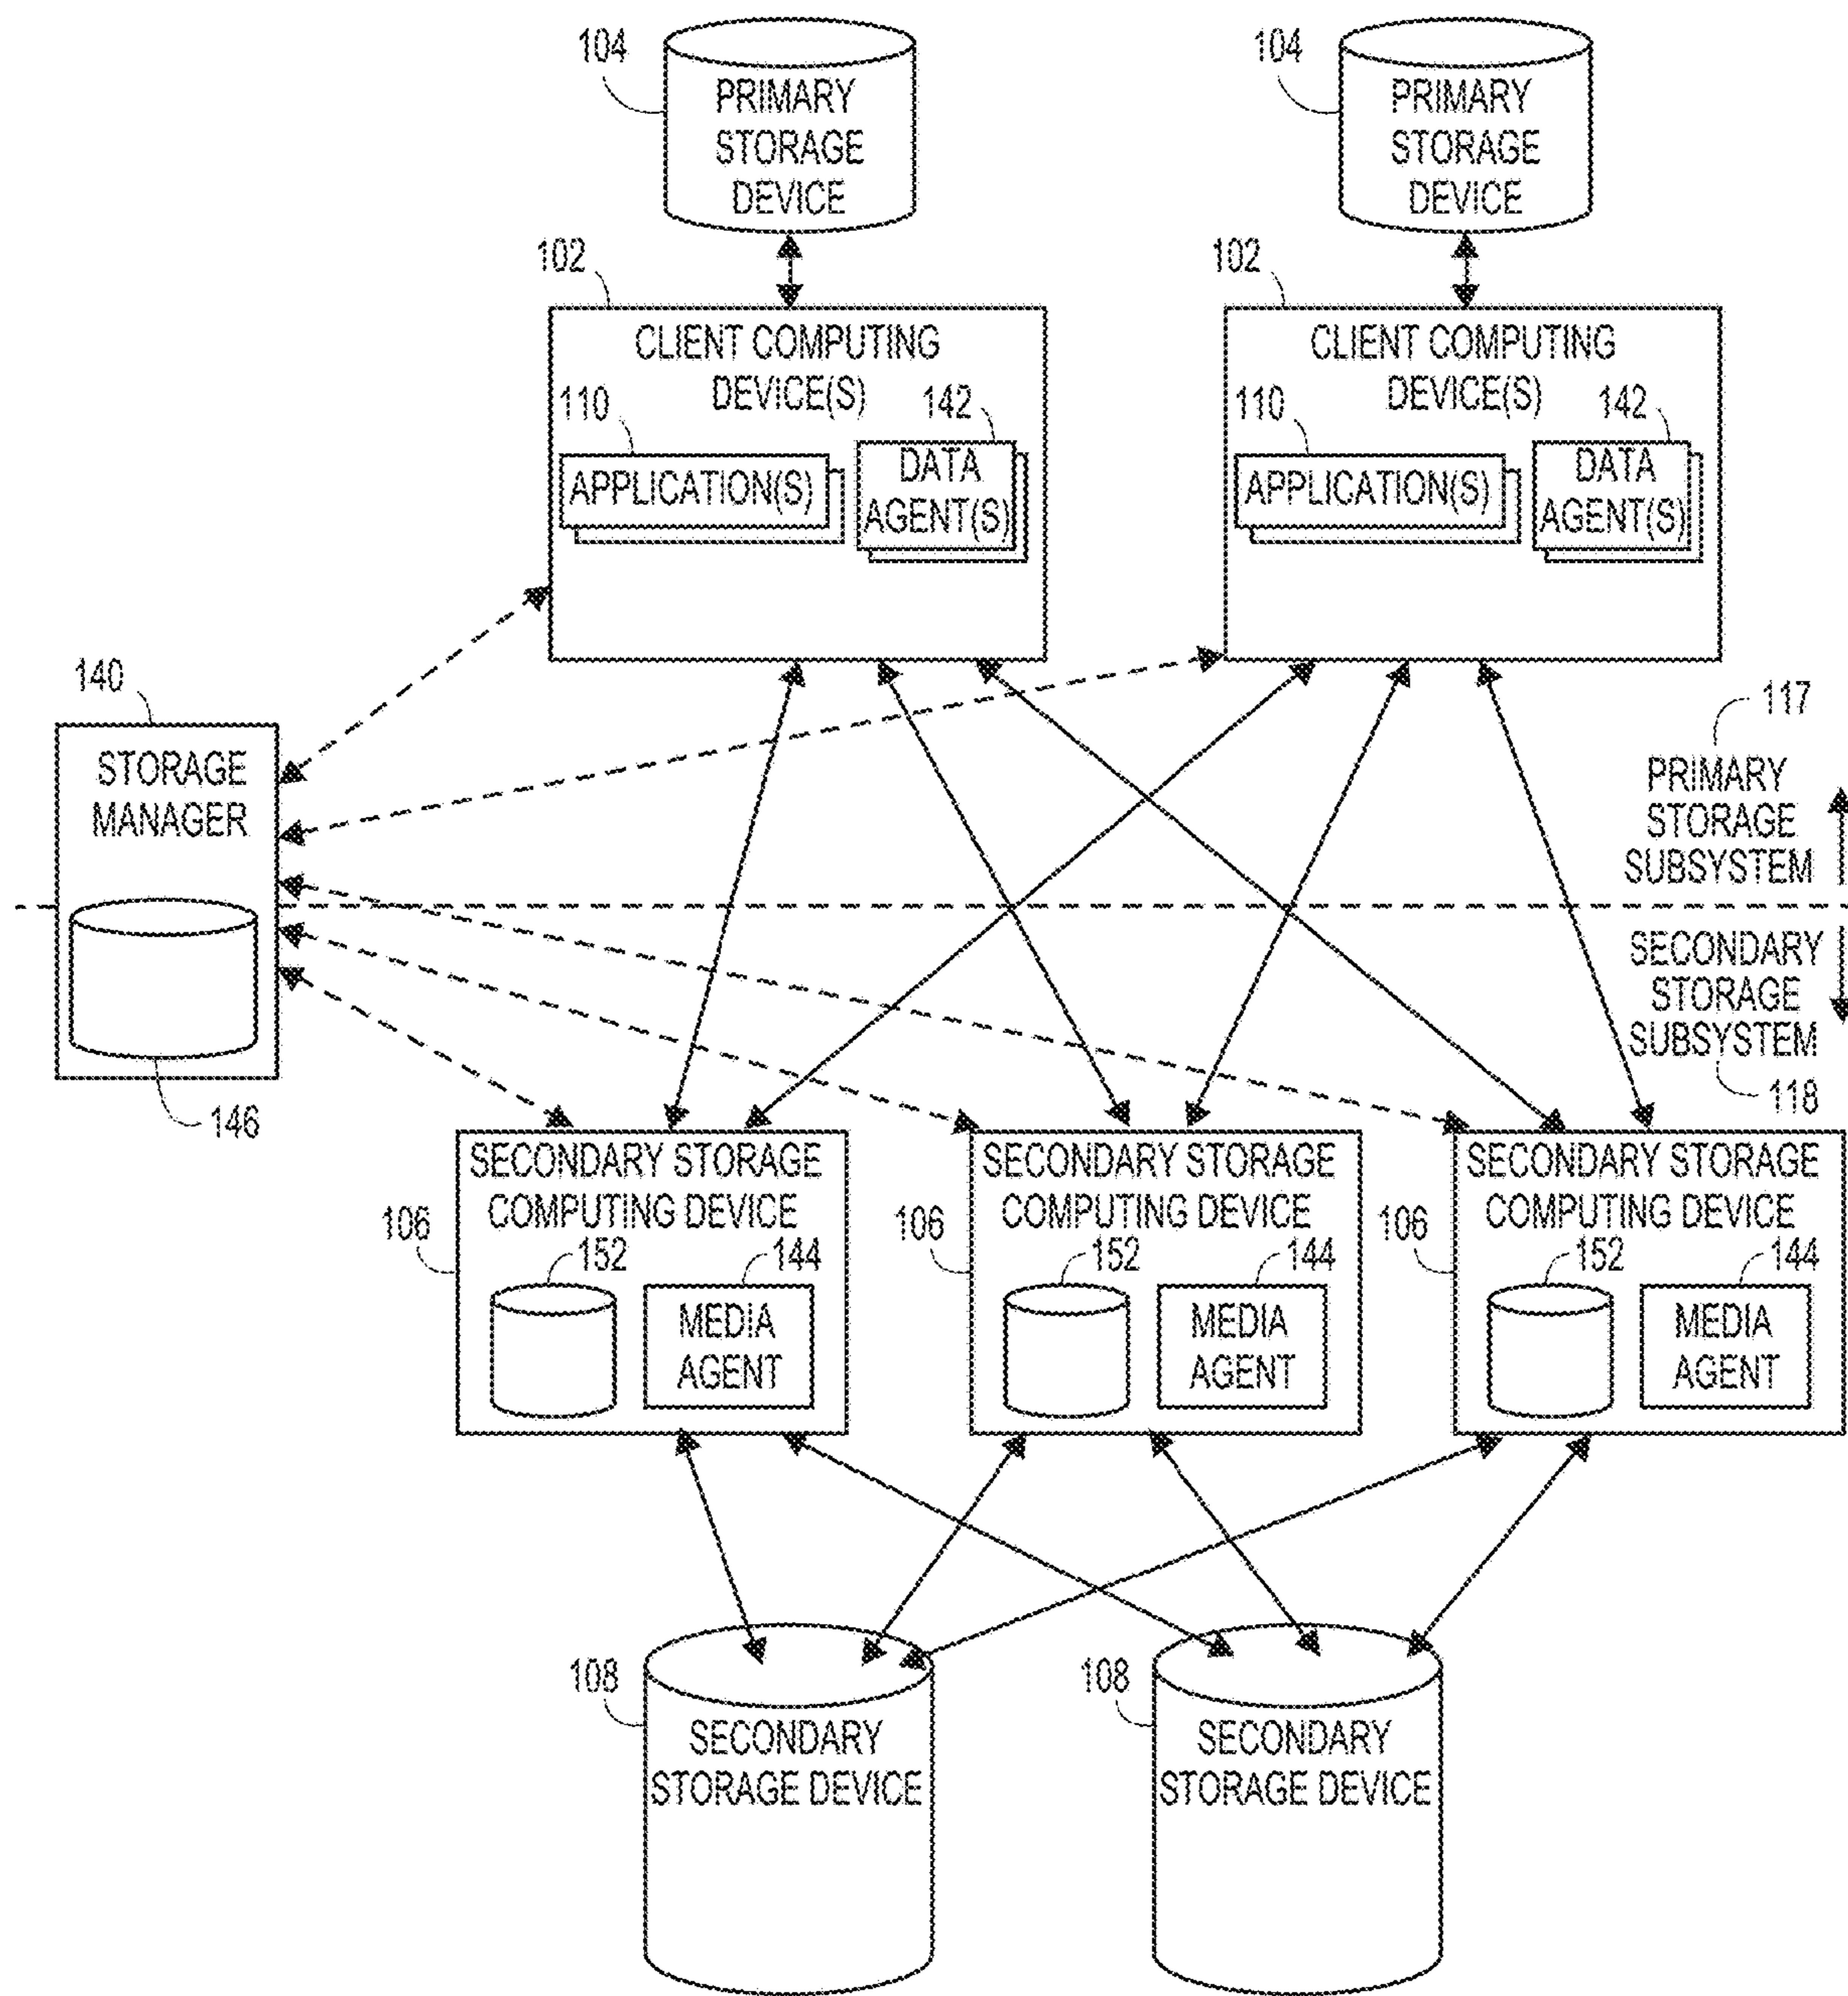 104
PRIMARY
STORAGE
DEVICE
104
PRIMARY
STORAGE
DEVICE
102
CLIENT COMPUTING
DEVICE(S)
110
142
APPLICATION(S)
DATA
AGENT(S)
102
CLIENT COMPUTING
DEVICE(S)
110
142
APPLICATION(S)
DATA
AGENT(S)
140
STORAGE
MANAGER
146
117
PRIMARY
STORAGE
SUBSYSTEM
SECONDARY
STORAGE
SUBSYSTEM
118
SECONDARY STORAGE
COMPUTING DEVICE
106
152
144
MEDIA
AGENT
SECONDARY STORAGE
COMPUTING DEVICE
106
152
144
MEDIA
AGENT
SECONDARY STORAGE
COMPUTING DEVICE
106
152
144
MEDIA
AGENT
108
SECONDARY
STORAGE DEVICE
108
SECONDARY
STORAGE DEVICE